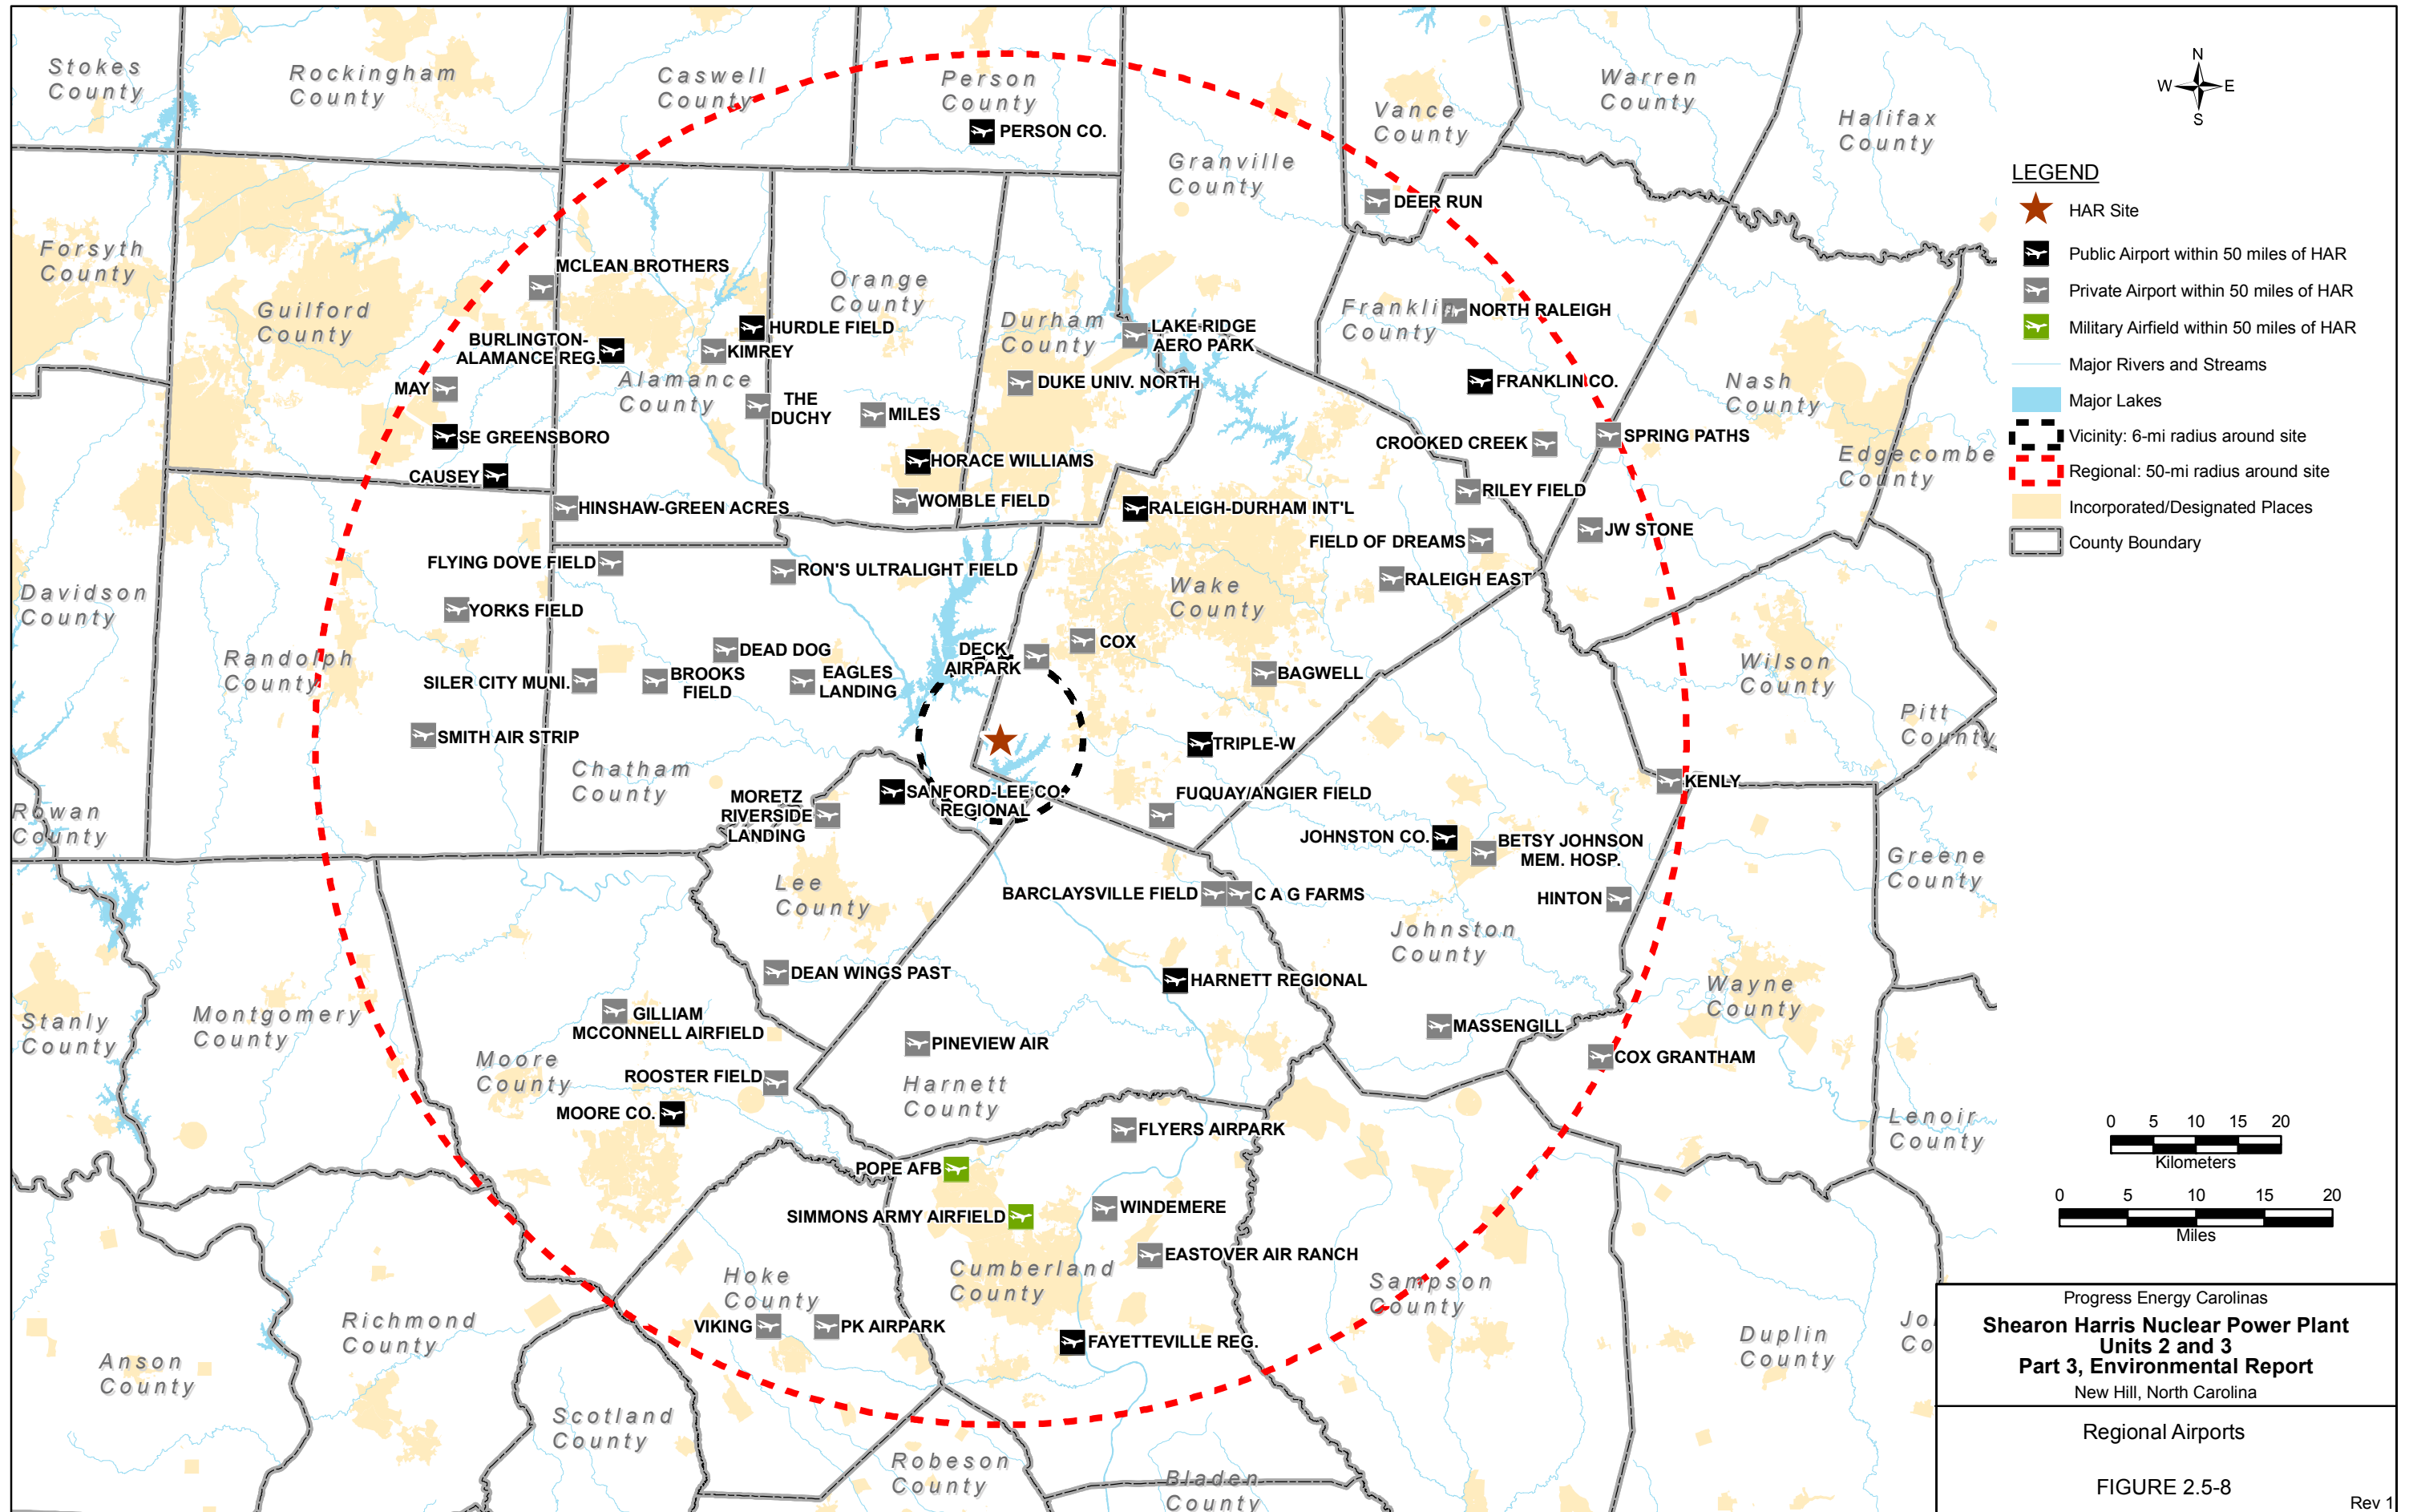 Stokes
County
Rockingham
County
Caswell
County
Person
County
PERSON CO.
Granville
County
Vance
County
Warren
County
Halifax
County
DEER RUN
Forsyth
County
Guilford
County
MCLEAN BROTHERS
BURLINGTON-
ALAMANCE REG.
HURDLE FIELD
KIMREY
Alamance
County
Orange
County
Durham
County
LAKE RIDGE
AERO PARK
DUKE UNIV. NORTH
Franklin
County
NORTH RALEIGH
FRANKLIN CO.
Nash
County
MAY
THE
DUCHY
MILES
SE GREENSBORO
CAUSEY
HORACE WILLIAMS
WOMBLE FIELD
HINSHAW-GREEN ACRES
RALEIGH-DURHAM INT'L
CROOKED CREEK
SPRING PATHS
Edgecombe
County
RILEY FIELD
JW STONE
FIELD OF DREAMS
RALEIGH EAST
FLYING DOVE FIELD
RON'S ULTRALIGHT FIELD
Wake
County
Davidson
County
YORKS FIELD
Randolph
County
DEAD DOG
DECK
AIRPARK
COX
BAGWELL
SILER CITY MUNI.
BROOKS
FIELD
EAGLES
LANDING
Wilson
County
Pitt
County
SMITH AIR STRIP
TRIPLE-W
Chatham
County
KENLY
Rowan
County
MORETZ
RIVERSIDE
LANDING
SANFORD-LEE CO.
REGIONAL
FUQUAY/ANGIER FIELD
JOHNSTON CO.
BETSY JOHNSON
MEM. HOSP.
Greene
County
Lee
County
BARCLAYSVILLE FIELD
C A G FARMS
HINTON
Johnston
County
DEAN WINGS PAST
HARNETT REGIONAL
Wayne
County
Stanly
County
Montgomery
County
GILLIAM
MCCONNELL AIRFIELD
MASSENGILL
PINEVIEW AIR
COX GRANTHAM
Moore
County
ROOSTER FIELD
Harnett
County
MOORE CO.
FLYERS AIRPARK
Lenoir
County
POPE AFB
SIMMONS ARMY AIRFIELD
WINDEMERE
EASTOVER AIR RANCH
Hoke
County
Cumberland
County
Sampson
County
VIKING
PK AIRPARK
FAYETTEVILLE REG.
Richmond
County
Anson
County
Duplin
County
Jo
Co
Scotland
County
Robeson
County
Bladen
County
N
W
E
S
LEGEND
HAR Site
Public Airport within 50 miles of HAR
Private Airport within 50 miles of HAR
Military Airfield within 50 miles of HAR
Major Rivers and Streams
Major Lakes
Vicinity: 6-mi radius around site
Regional: 50-mi radius around site
Incorporated/Designated Places
County Boundary
0 5 10 15 20
Kilometers
0 5 10 15 20
Miles
Progress Energy Carolinas
Shearon Harris Nuclear Power Plant
Units 2 and 3
Part 3, Environmental Report
New Hill, North Carolina
Regional Airports
FIGURE 2.5-8
Rev 1